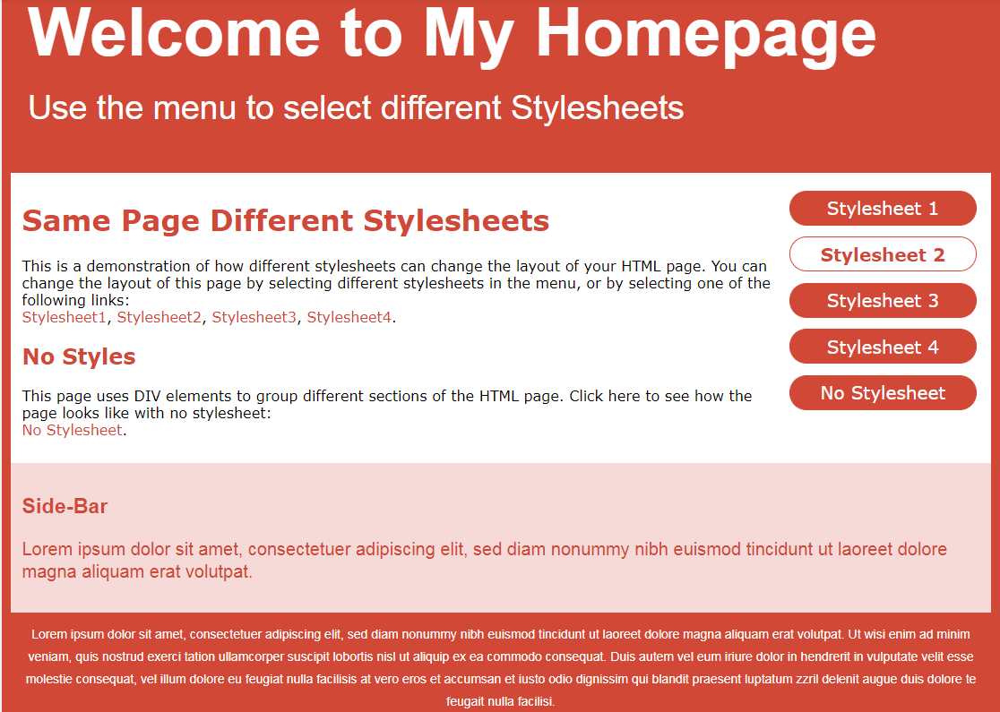 Welcome to My Homepage
Use the menu to select different Stylesheets
Same Page Different Stylesheets
This is a demonstration of how different stylesheets can change the layout of your HTML page. You can
change the layout of this page by selecting different stylesheets in the menu, or by selecting one of the
following links:
Stylesheet1, Stylesheet2, Stylesheet3, Stylesheet4.
No Styles
This page uses DIV elements to group different sections of the HTML page. Click here to see how the
page looks like with no stylesheet:
No Stylesheet.
Stylesheet 1
Stylesheet 2
Stylesheet 3
Stylesheet 4
No Stylesheet
Side-Bar
Lorem ipsum dolor sit amet, consectetuer adipiscing elit, sed diam nonummy nibh euismod tincidunt ut laoreet dolore
magna aliquam erat volutpat.
Lorem ipsum dolor sit amet, consectetuer adipiscing elit, sed diam nonummy nibh euismod tincidunt ut laoreet dolore magna aliquam erat volutpat. Ut wisi enim ad minim
veniam, quis nostrud exerci tation ullamcorper suscipit lobortis nisl ut aliquip ex ea commodo consequat. Duis autem vel eum iriure dolor in hendrerit in vulputate velit esse
molestie consequat, vel illum dolore eu feugiat nulla facilisis at vero eros et accumsan et iusto odio dignissim qui blandit praesent luptatum zzril delenit augue duis dolore te
feugait nulla facilisi.